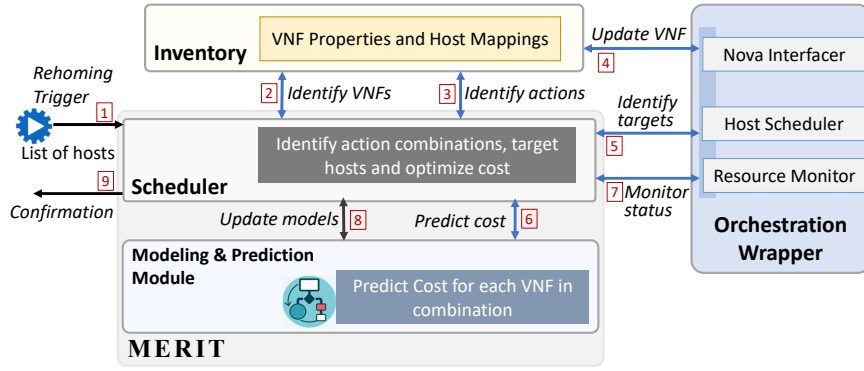 Inventory
VNF Properties and Host Mappings
Update VNF
4
Nova Interfacer
Rehoming
Trigger
1
List of hosts
2
Identify VNFs
3
Identify actions
Identify
targets
5
Host Scheduler
Identify action combinations, target
hosts and optimize cost
Scheduler
9
Confirmation
7
Monitor
status
Resource Monitor
Orchestration
Wrapper
Update models
8
Predict cost
6
Modeling & Prediction
Module
Predict Cost for each VNF in
combination
MERIT